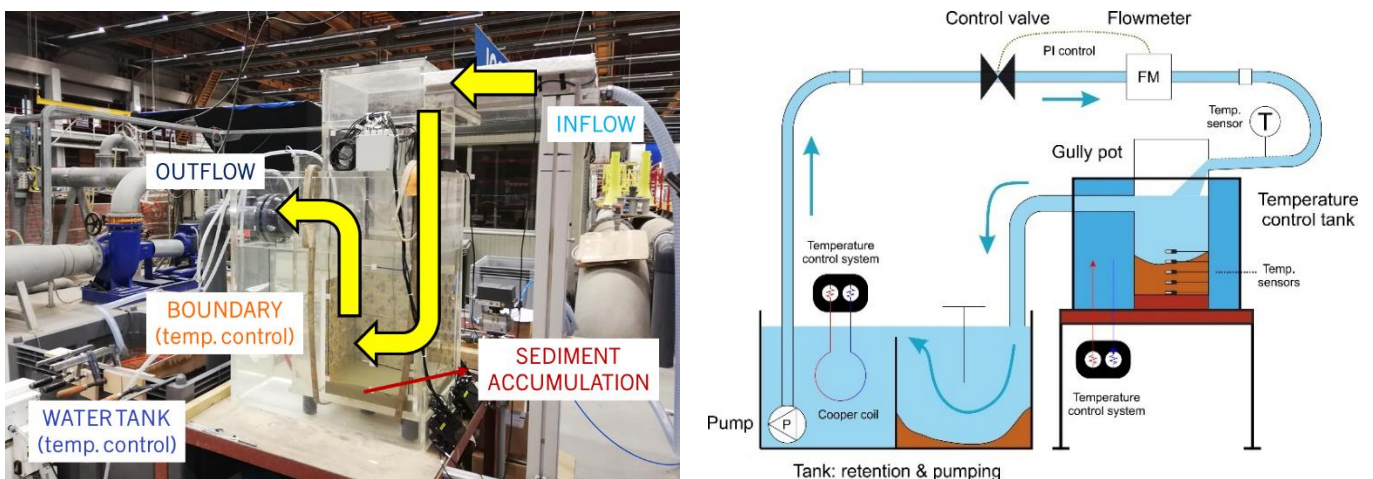 INFLOW
OUTFLOW
BOUNDARY
(temp. control)
SEDIMENT
ACCUMULATION
WATER TANK
(temp. control)
Control valve
Flowmeter
PI control
FM
Temp.
sensor
T
Gully pot
Temperature
control tank
Temperature
control system
Temp.
sensors
Cooper coil
Pump
P
Temperature
control system
Tank: retention & pumping